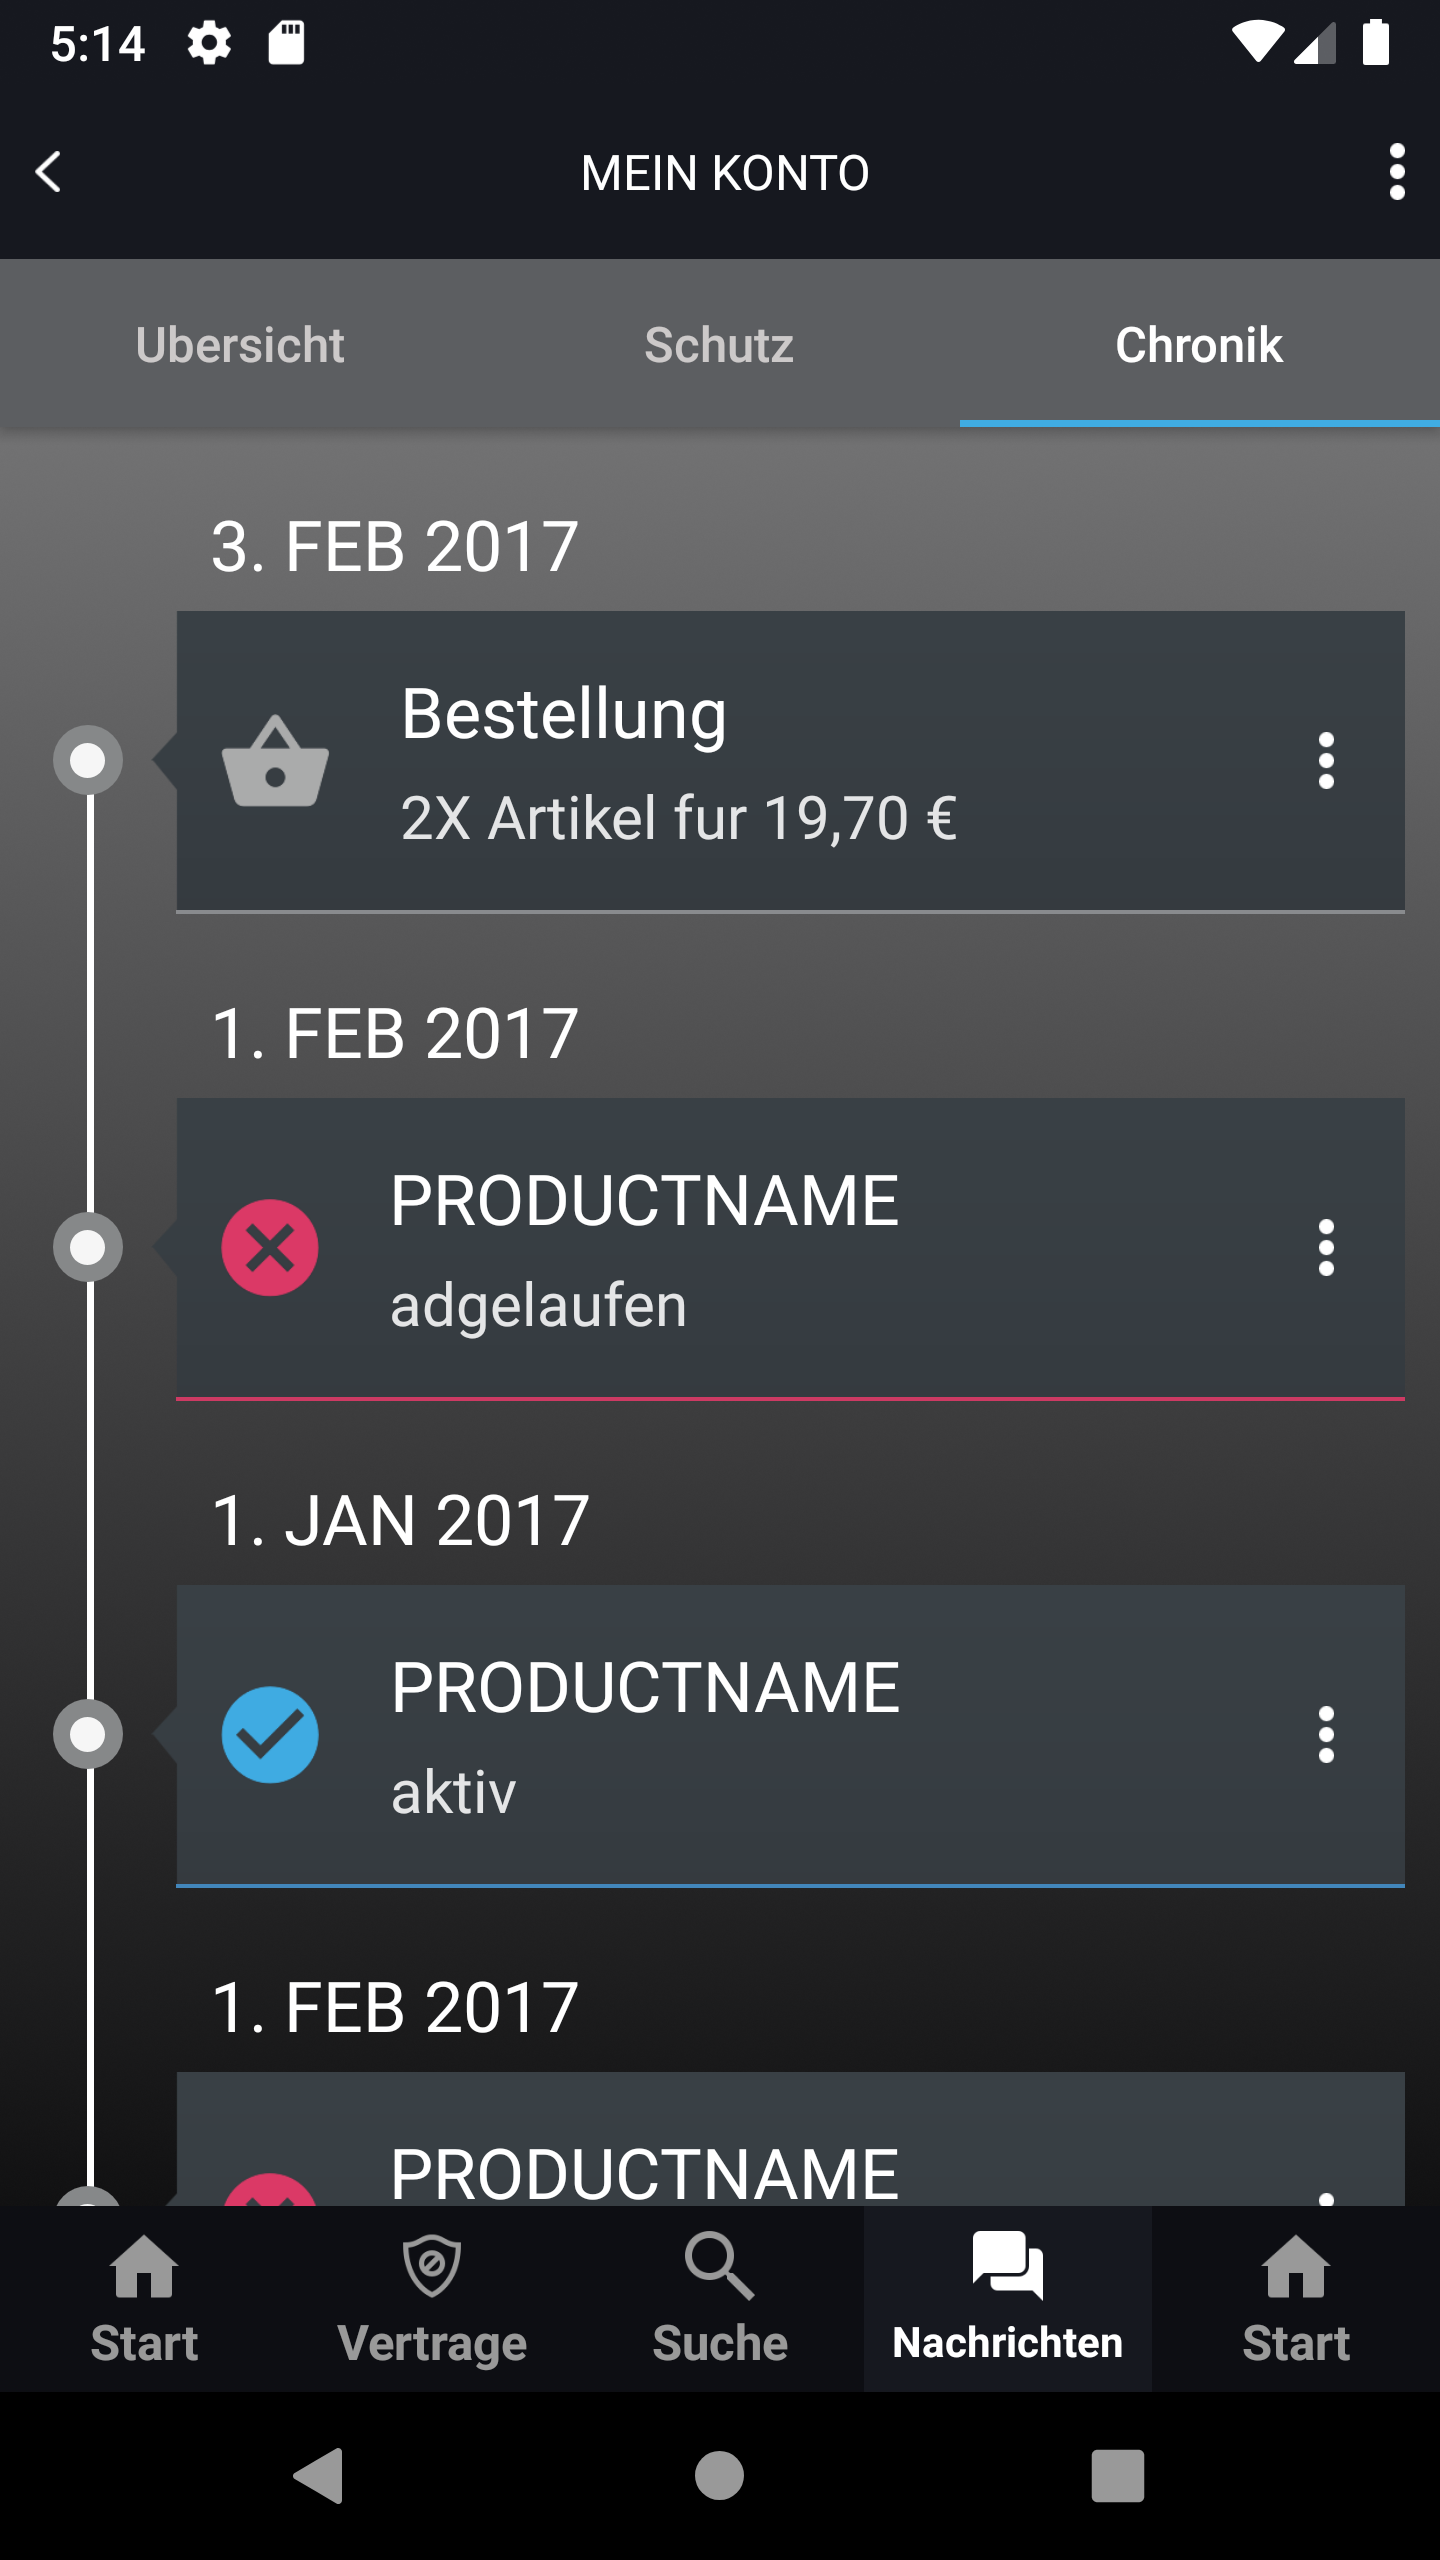 5:14
MEIN KONTO
Ubersicht Schutz Chronik
3. FEB 2017
Bestellung
2X Artikel fur 19,70 €
1. FEB 2017
PRODUCTNAME
adgelaufen
1. JAN 2017
PRODUCTNAME
aktiv
1. FEB 2017
PRODUCTNAME
Start Vertrage Suche Nachrichten Start